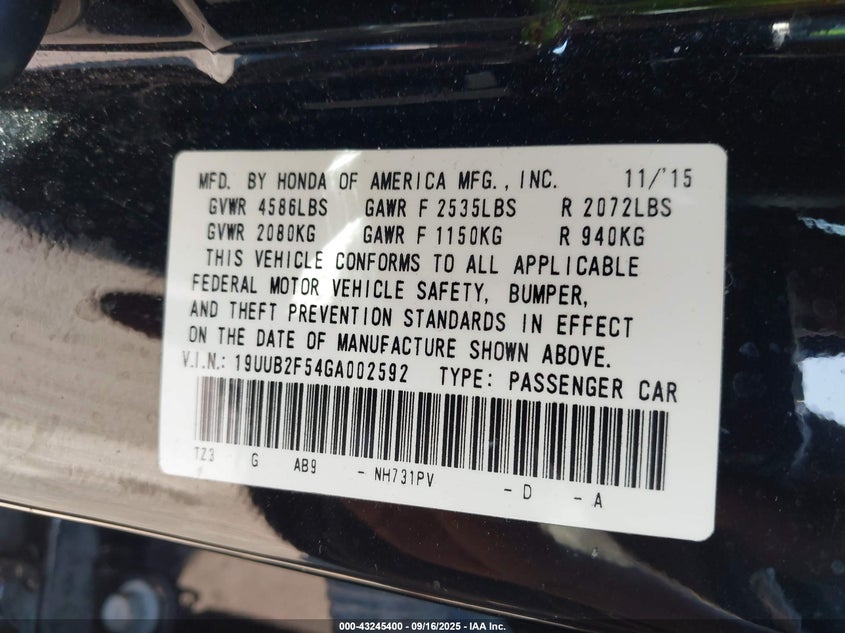 MFD. BY HONDA OF AMERICA MFG., INC. 11/'15
GVWR 4586LBS GAWR F 2535LBS R 2072LBS
GVWR 2080KG GAWR F 1150KG R 940KG
THIS VEHICLE CONFORMS TO ALL APPLICABLE
FEDERAL MOTOR VEHICLE SAFETY, BUMPER,
AND THEFT PREVENTION STANDARDS IN EFFECT
ON THE DATE OF MANUFACTURE SHOWN ABOVE.
V.I.N.: 19UUB2F54GA002592 TYPE: PASSENGER CAR
TZ3 G AB9 - NH731PV - D - A
000-43245400 - 09/16/2025 - IAA Inc.